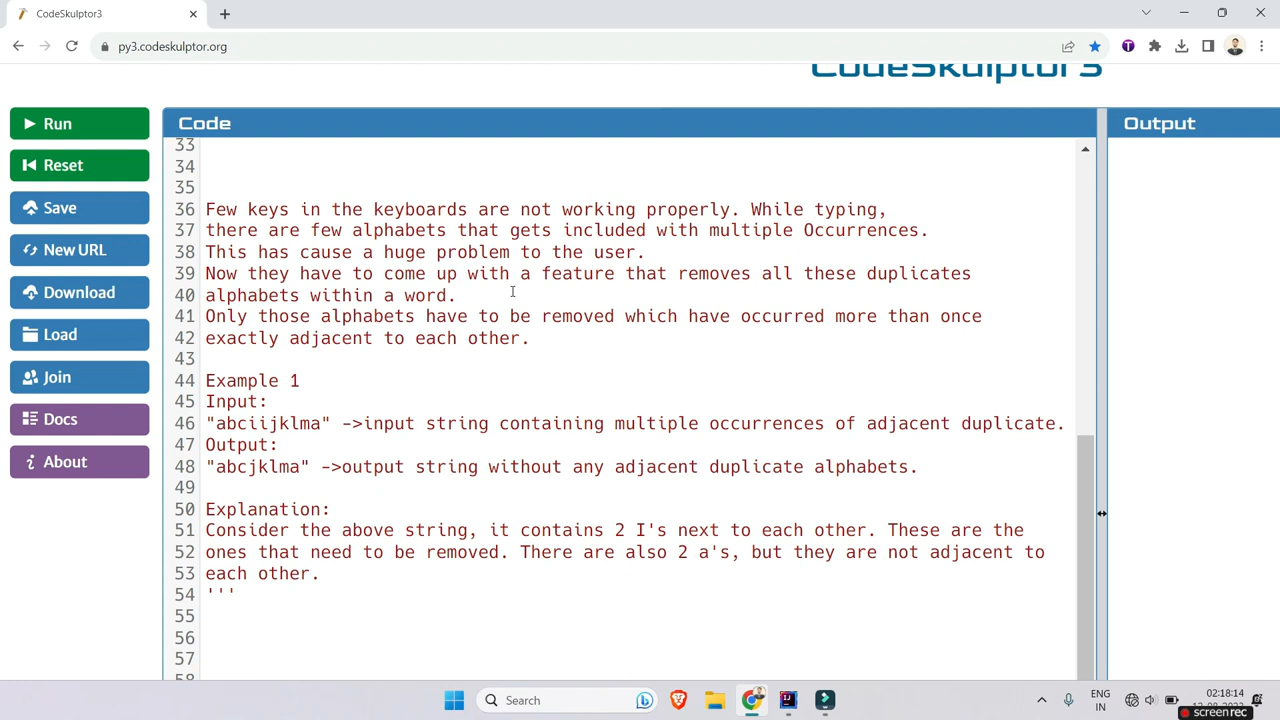 CodeSkulptor3
py3.codeskulptor.org
CodeSkulptor3
Run
Reset
Save
New URL
Download
Load
Join
Docs
About
Code
Output
33
34
35
36 Few keys in the keyboards are not working properly. While typing,
37 there are few alphabets that gets included with multiple Occurrences.
38 This has cause a huge problem to the user.
39 Now they have to come up with a feature that removes all these duplicates
40 alphabets within a word.
41 Only those alphabets have to be removed which have occurred more than once
42 exactly adjacent to each other.
43
44 Example 1
45 Input:
46 "abciijklma" ->input string containing multiple occurrences of adjacent duplicate.
47 Output:
48 "abcjklma" ->output string without any adjacent duplicate alphabets.
49
50 Explanation:
51 Consider the above string, it contains 2 I's next to each other. These are the
52 ones that need to be removed. There are also 2 a's, but they are not adjacent to
53 each other.
54 '''
55
56
57
58
Search
ENG
IN
02:18:14
screenrec